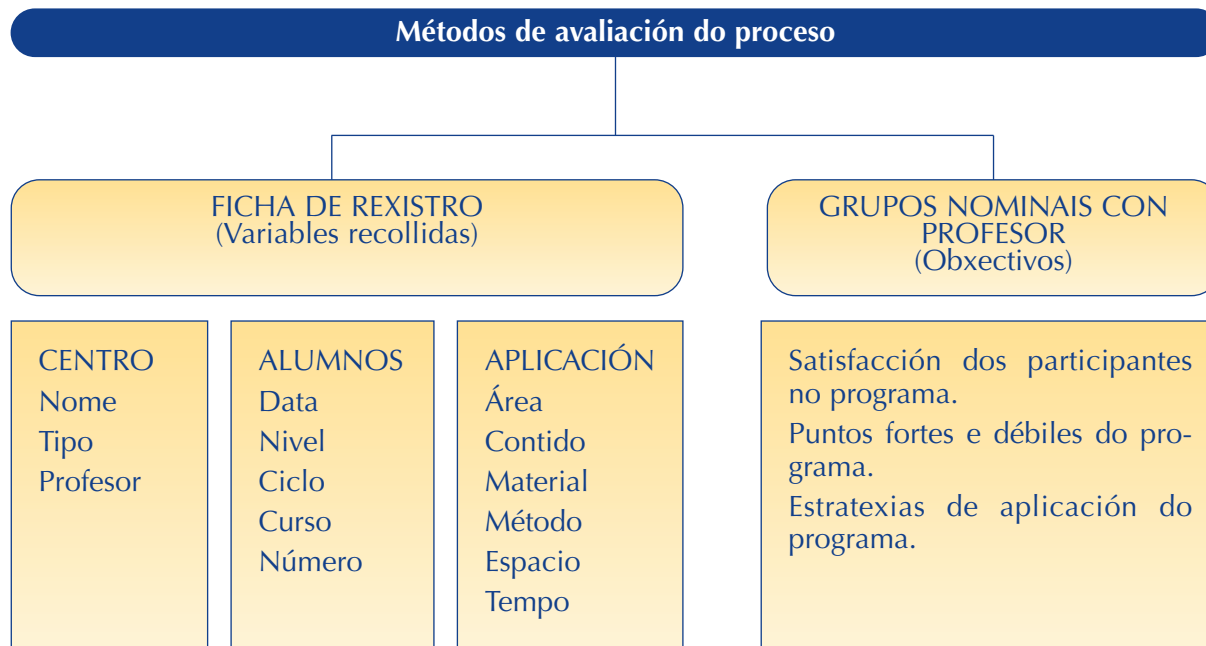 Métodos de avaliación do proceso
FICHA DE REXISTRO
(Variables recollidas)
GRUPOS NOMINAIS CON
PROFESOR
(Obxectivos)
CENTRO
Nome
Tipo
Profesor
ALUMNOS
Data
Nivel
Ciclo
Curso
Número
APLICACIÓN
Área
Contido
Material
Método
Espacio
Tempo
Satisfacción dos participantes
no programa.
Puntos fortes e débiles do pro-
grama.
Estratexias de aplicación do
programa.